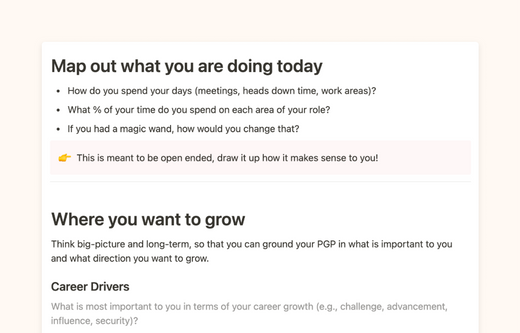 Map out what you are doing today
• How do you spend your days (meetings, heads down time, work areas)?
• What % of your time do you spend on each area of your role?
• If you had a magic wand, how would you change that?
👉 This is meant to be open ended, draw it up how it makes sense to you!
Where you want to grow
Think big-picture and long-term, so that you can ground your PGP in what is important to you
and what direction you want to grow.
Career Drivers
What is most important to you in terms of your career growth (e.g., challenge, advancement,
influence, security)?